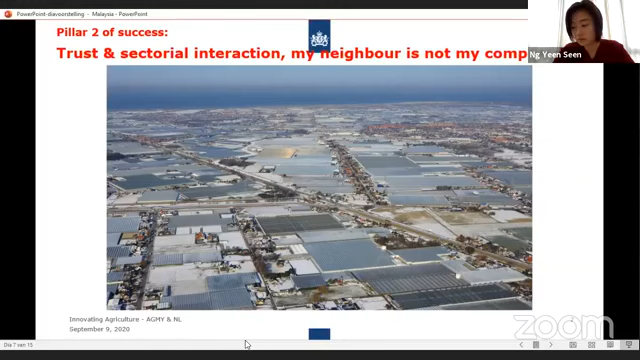 PowerPoint-diavoorstelling - Malaysia - PowerPoint
Pillar 2 of success:
Trust & sectorial interaction, my neighbour is not my comp
Ng Yeen Seen
Innovating Agriculture - AGMY & NL
September 9, 2020
zoom
Dia 7 van 15